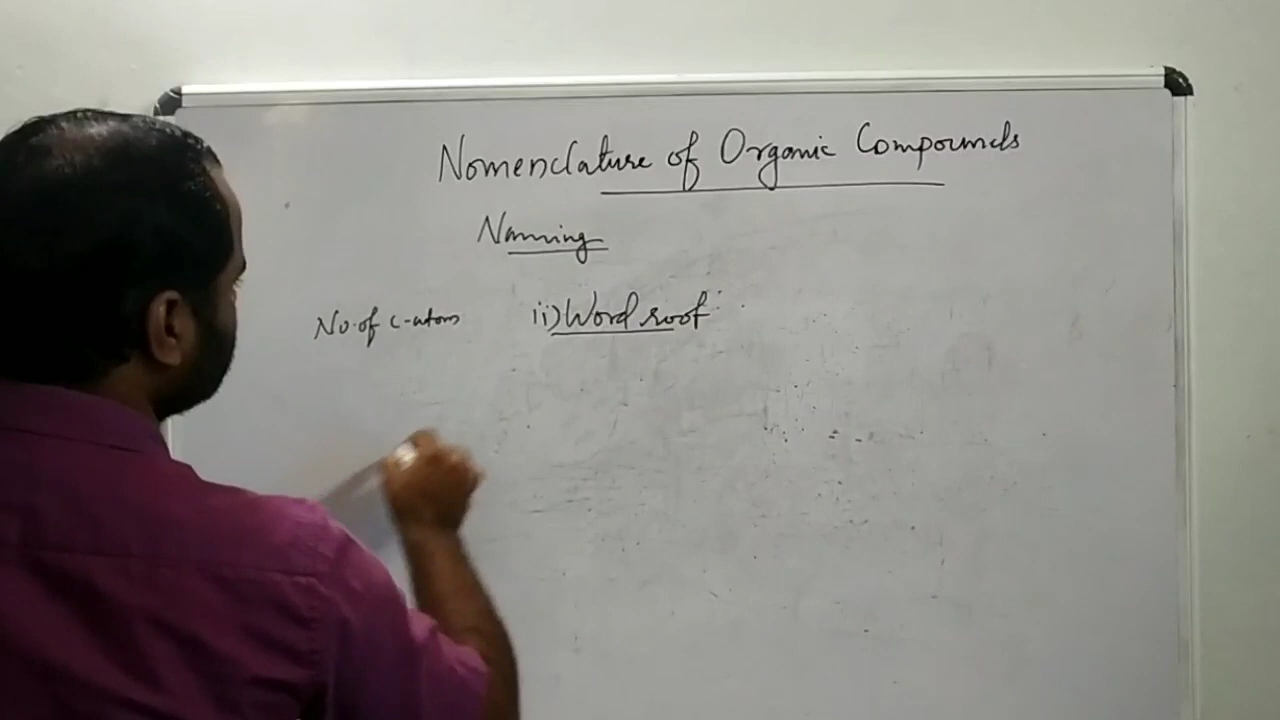 Nomenclature of Organic Compounds
Naming
No. of C-atoms ii) Word root